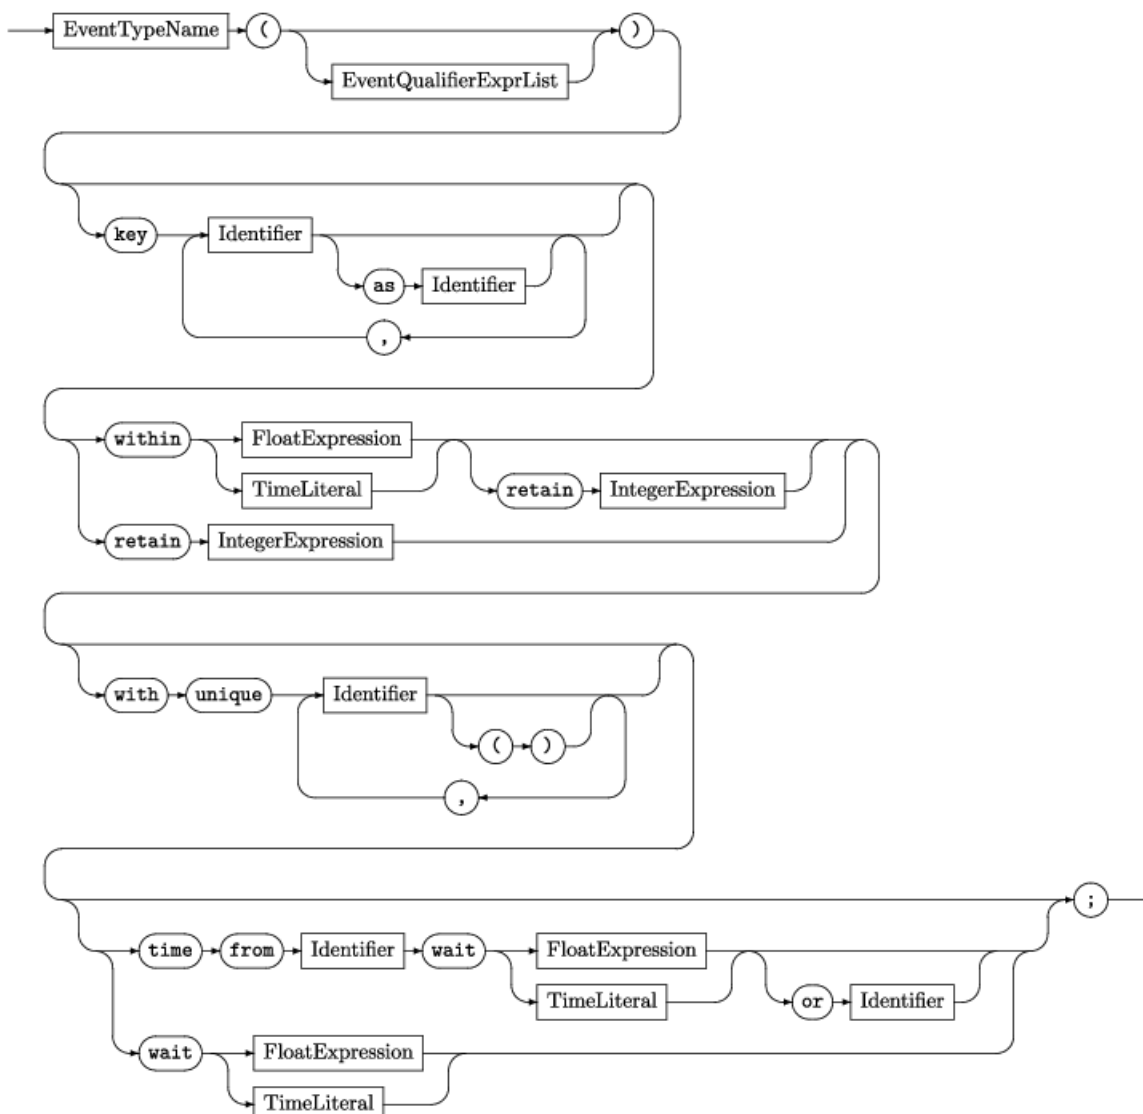 EventTypeName ( )
EventQualifierExprList
key Identifier
as Identifier
,
within FloatExpression
TimeLiteral retain IntegerExpression
retain IntegerExpression
with unique Identifier
( )
,
;
time from Identifier wait FloatExpression
TimeLiteral or Identifier
wait FloatExpression
TimeLiteral